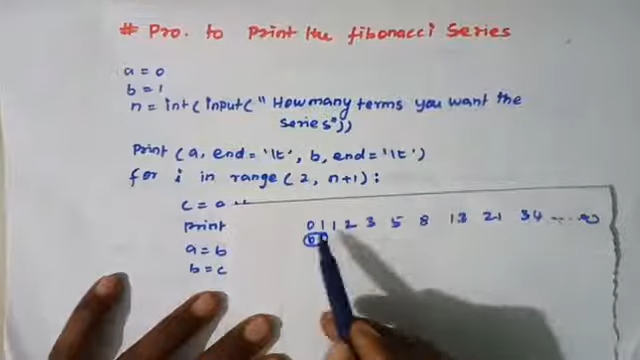 # Pro. to Print the fibonacci Series
a = 0
b = 1
n = int(input("How many terms you want the
series"))
Print(a, end='\t', b, end='\t')
for i in range(2, n+1):
c = a
Print
0 1 1 2 3 5 8 13 21 34 ...
a = b
b = c